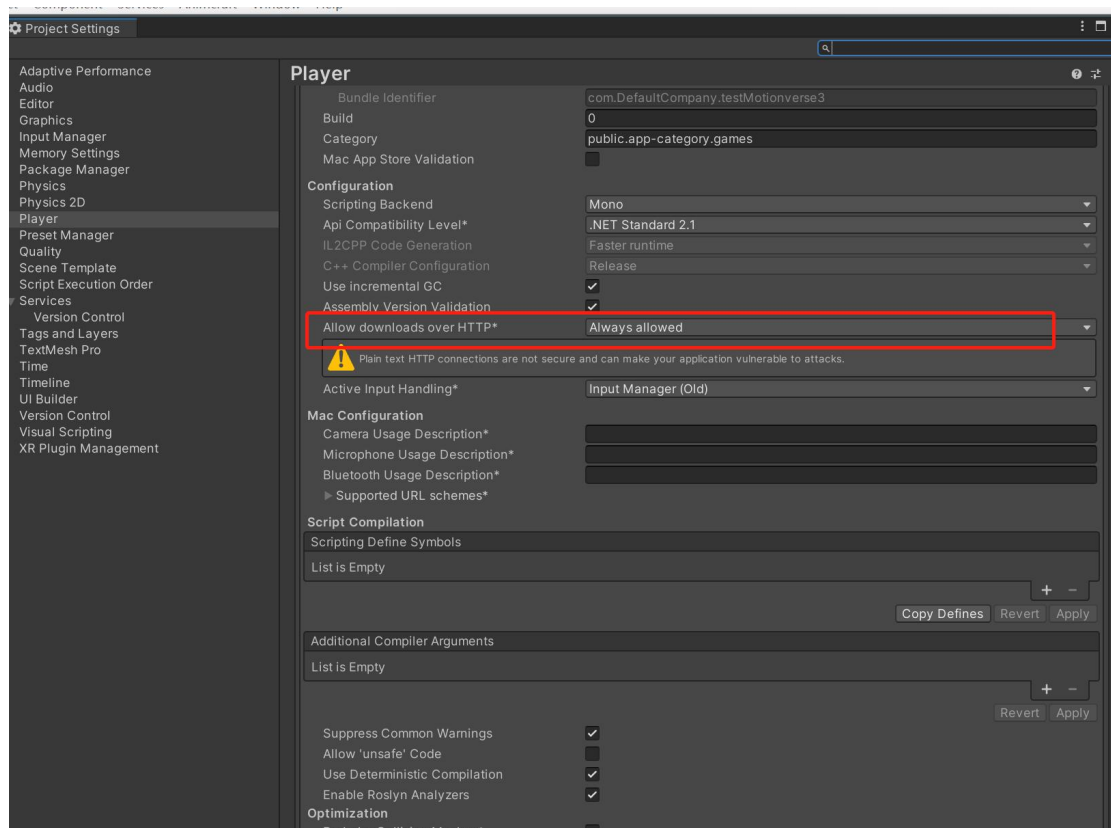 Project Settings
Adaptive Performance
Audio
Editor
Graphics
Input Manager
Memory Settings
Package Manager
Physics
Physics 2D
Player
Preset Manager
Quality
Scene Template
Script Execution Order
Services
Version Control
Tags and Layers
TextMesh Pro
Time
Timeline
UI Builder
Version Control
Visual Scripting
XR Plugin Management
Player
Bundle Identifier com.DefaultCompany.testMotionverse3
Build 0
Category public.app-category.games
Mac App Store Validation
Configuration
Scripting Backend Mono
Api Compatibility Level* .NET Standard 2.1
IL2CPP Code Generation Faster runtime
C++ Compiler Configuration Release
Use incremental GC
Assembly Version Validation
Allow downloads over HTTP* Always allowed
Plain text HTTP connections are not secure and can make your application vulnerable to attacks.
Active Input Handling* Input Manager (Old)
Mac Configuration
Camera Usage Description*
Microphone Usage Description*
Bluetooth Usage Description*
Supported URL schemes*
Script Compilation
Scripting Define Symbols
List is Empty
+ −
Copy Defines Revert Apply
Additional Compiler Arguments
List is Empty
+ −
Revert Apply
Suppress Common Warnings
Allow 'unsafe' Code
Use Deterministic Compilation
Enable Roslyn Analyzers
Optimization